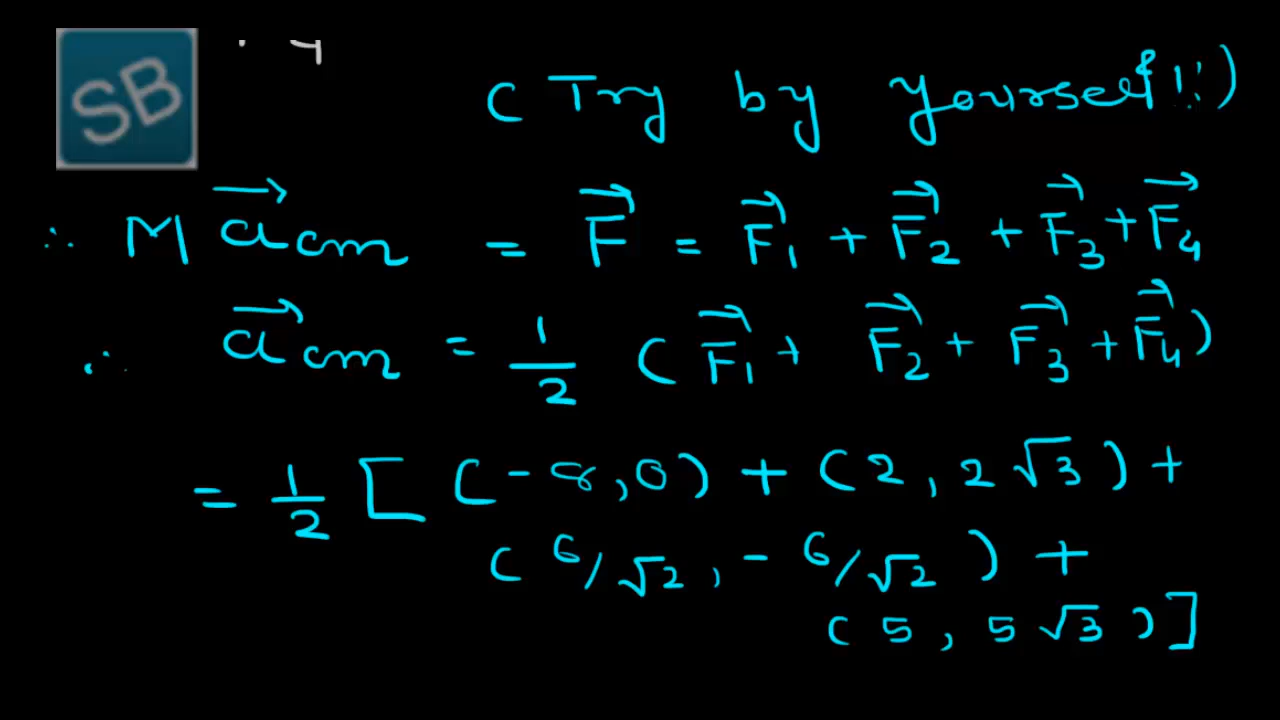 SB
(Try by yourself!!!)
∴ M a⃗cm = F⃗ = F⃗₁ + F⃗₂ + F⃗₃ + F⃗₄
∴ a⃗cm = 1/2 (F⃗₁ + F⃗₂ + F⃗₃ + F⃗₄)
= 1/2 [ (-8,0) + (2, 2√3) +
(6/√2, -6/√2) +
(5, 5√3)]